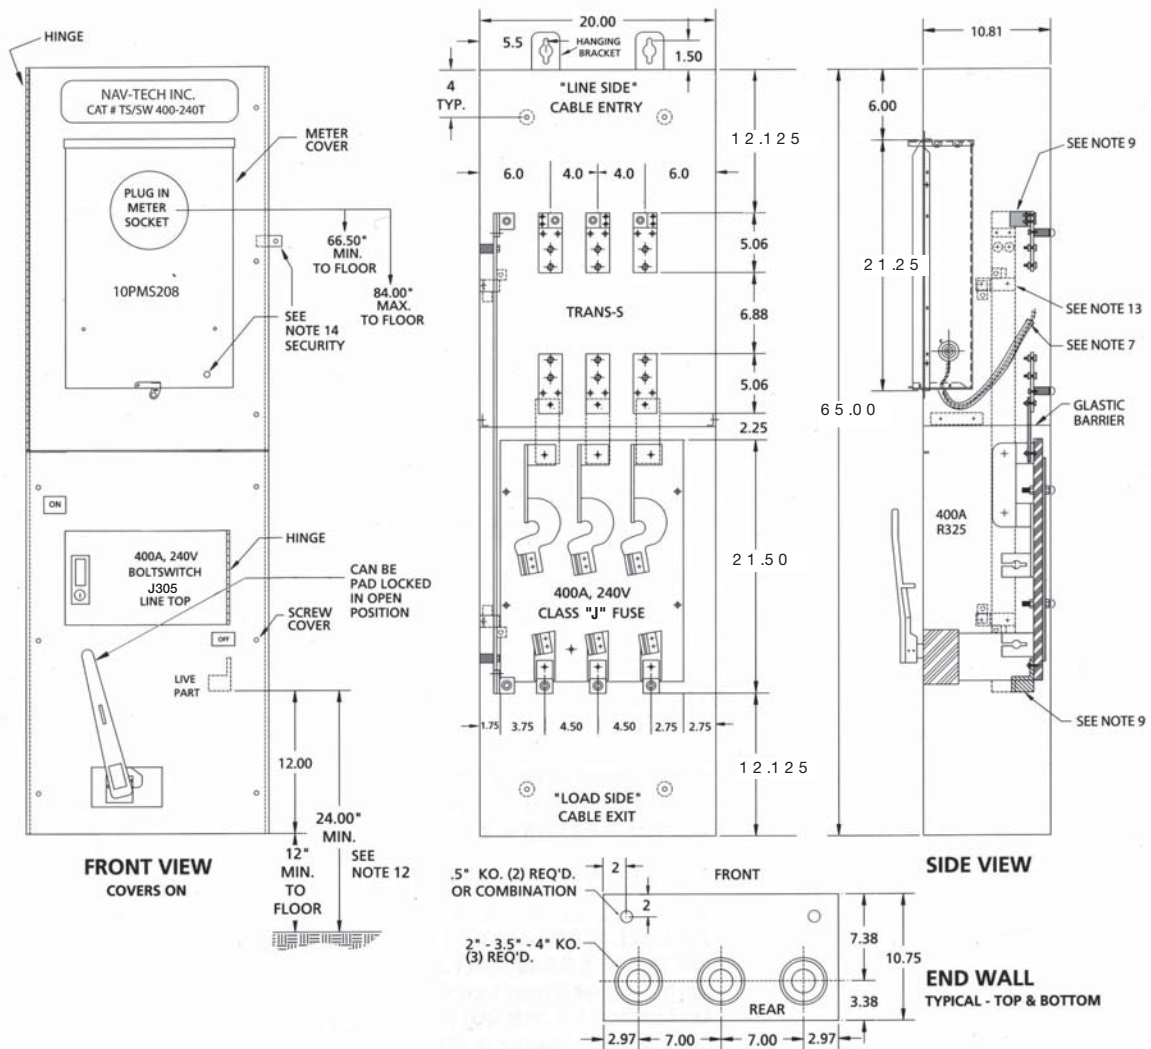 HINGE
NAV-TECH INC.
CAT # TS/SW 400-240T
METER
COVER
PLUG IN
METER
SOCKET
66.50"
MIN.
TO FLOOR
84.00"
MAX.
TO FLOOR
10PMS208
SEE
NOTE 14
SECURITY
ON
400A, 240V
BOLTSWITCH
J305
LINE TOP
HINGE
CAN BE
PAD LOCKED
IN OPEN
POSITION
SCREW
COVER
OFF
LIVE
PART
12.00
24.00"
MIN.
SEE
NOTE 12
12"
MIN.
TO
FLOOR
FRONT VIEW
COVERS ON
20.00
5.5
HANGING
BRACKET
1.50
4
TYP.
"LINE SIDE"
CABLE ENTRY
12.125
6.0
4.0
4.0
6.0
5.06
TRANS-S
6.88
5.06
2.25
21.50
400A, 240V
CLASS "J" FUSE
1.75
3.75
4.50
4.50
2.75
2.75
12.125
"LOAD SIDE"
CABLE EXIT
10.81
6.00
SEE NOTE 9
21.25
SEE NOTE 13
SEE NOTE 7
65.00
GLASTIC
BARRIER
400A
R325
SEE NOTE 9
SIDE VIEW
.5" KO. (2) REQ'D.
OR COMBINATION
2
FRONT
2
2" - 3.5" - 4" KO.
(3) REQ'D.
7.38
10.75
3.38
REAR
2.97
7.00
7.00
2.97
END WALL
TYPICAL - TOP & BOTTOM